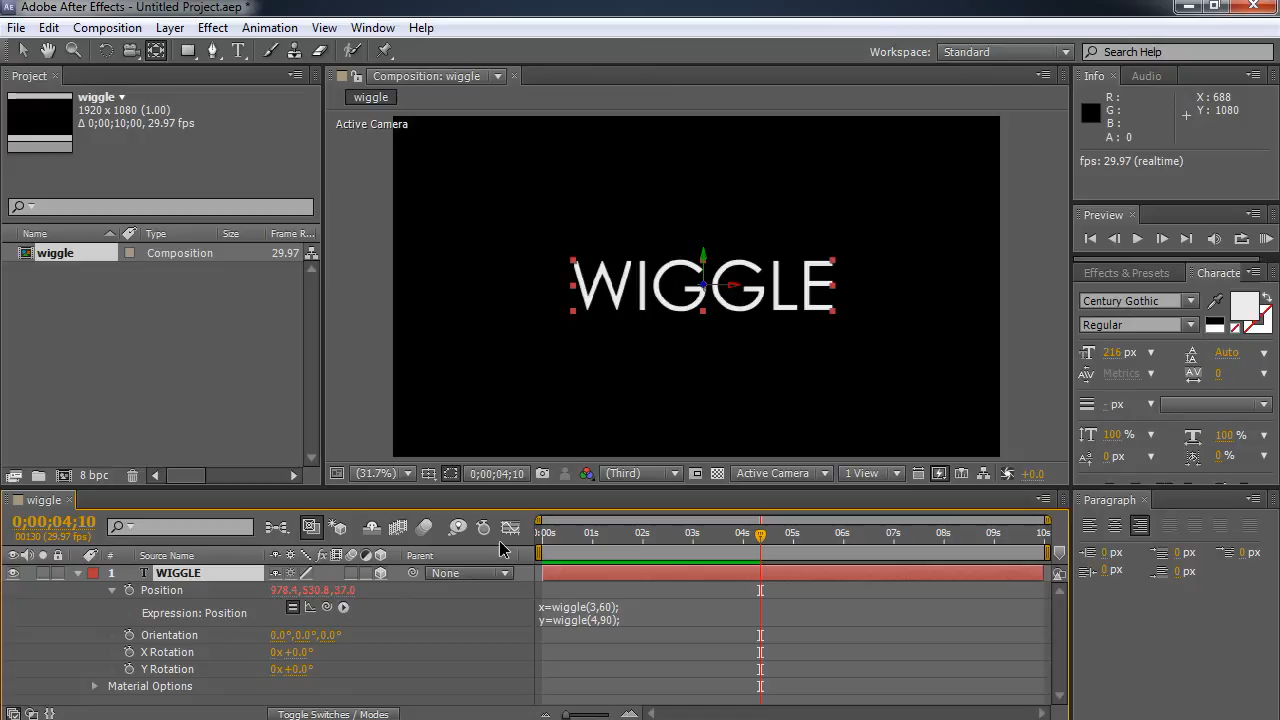 Adobe After Effects - Untitled Project.aep *
File Edit Composition Layer Effect Animation View Window Help
Workspace: Standard Search Help
Project
wiggle
1920 x 1080 (1.00)
Δ 0;00;10;00, 29.97 fps
Name Type Size Frame R...
wiggle Composition 29.97
8 bpc
Composition: wiggle
wiggle
Active Camera
WIGGLE
(31.7%) 0;00;04;10 (Third) Active Camera 1 View +0.0
Info Audio
R: X: 688
G: Y: 1080
B:
A: 0
fps: 29.97 (realtime)
Preview
Effects & Presets Characte
Century Gothic
Regular
216 px Auto
Metrics 0
- px
100 % 100 %
0 px 0 %
Paragraph
0 px 0 px 0 px
0 px 0 px
wiggle
0;00;04;10
00130 (29.97 fps)
0:00s 01s 02s 03s 04s 05s 06s 07s 08s 09s 10s
# Source Name Parent
1 WIGGLE None
Position 978.4,530.8,37.0
Expression: Position
x=wiggle(3,60);
y=wiggle(4,90);
Orientation 0.0°,0.0°,0.0°
X Rotation 0x+0.0°
Y Rotation 0x+0.0°
Material Options
Toggle Switches / Modes